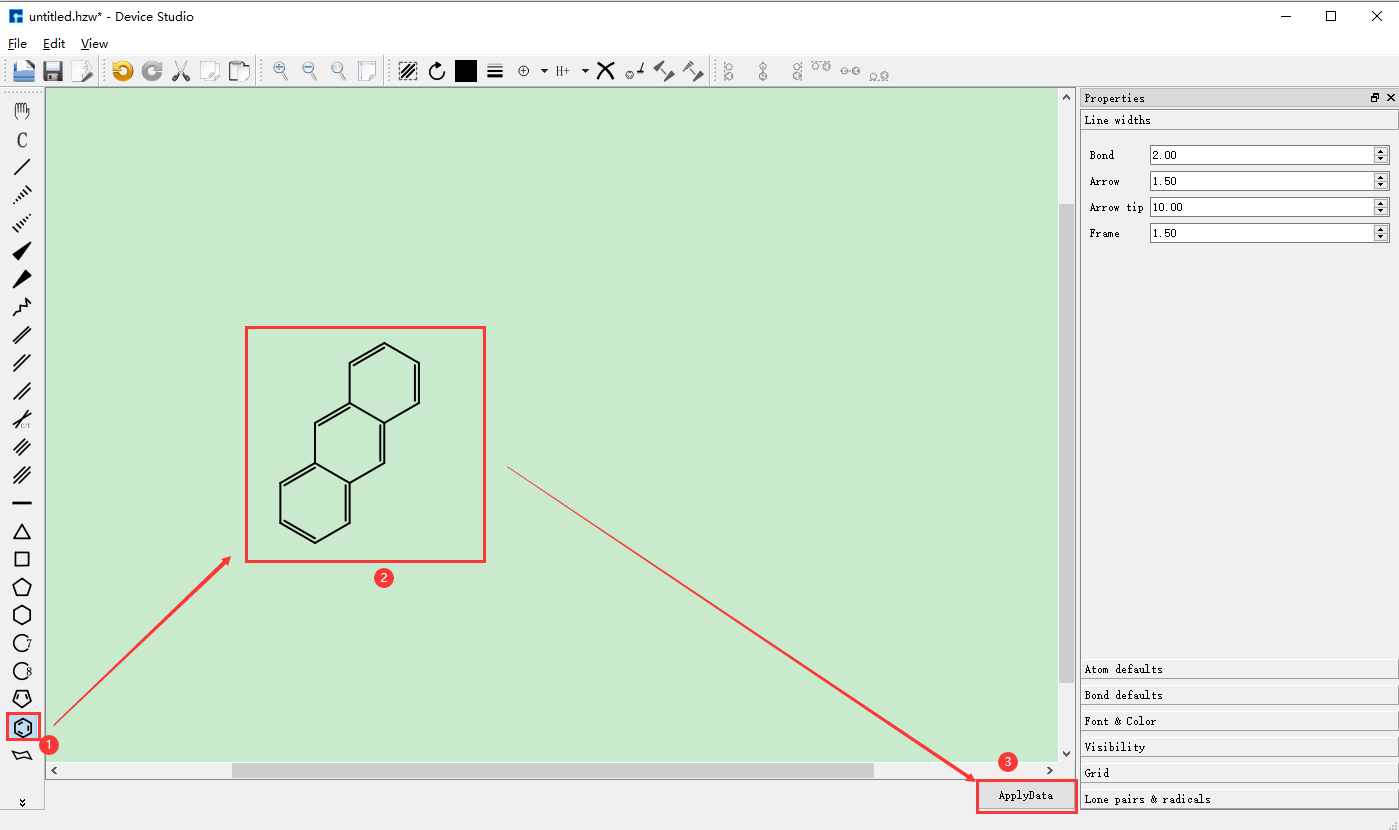 untitled.hzw* - Device Studio
File Edit View
H+
Properties
Line widths
Bond 2.00
Arrow 1.50
Arrow tip 10.00
Frame 1.50
C
7
8
1
2
3
ApplyData
Atom defaults
Bond defaults
Font & Color
Visibility
Grid
Lone pairs & radicals